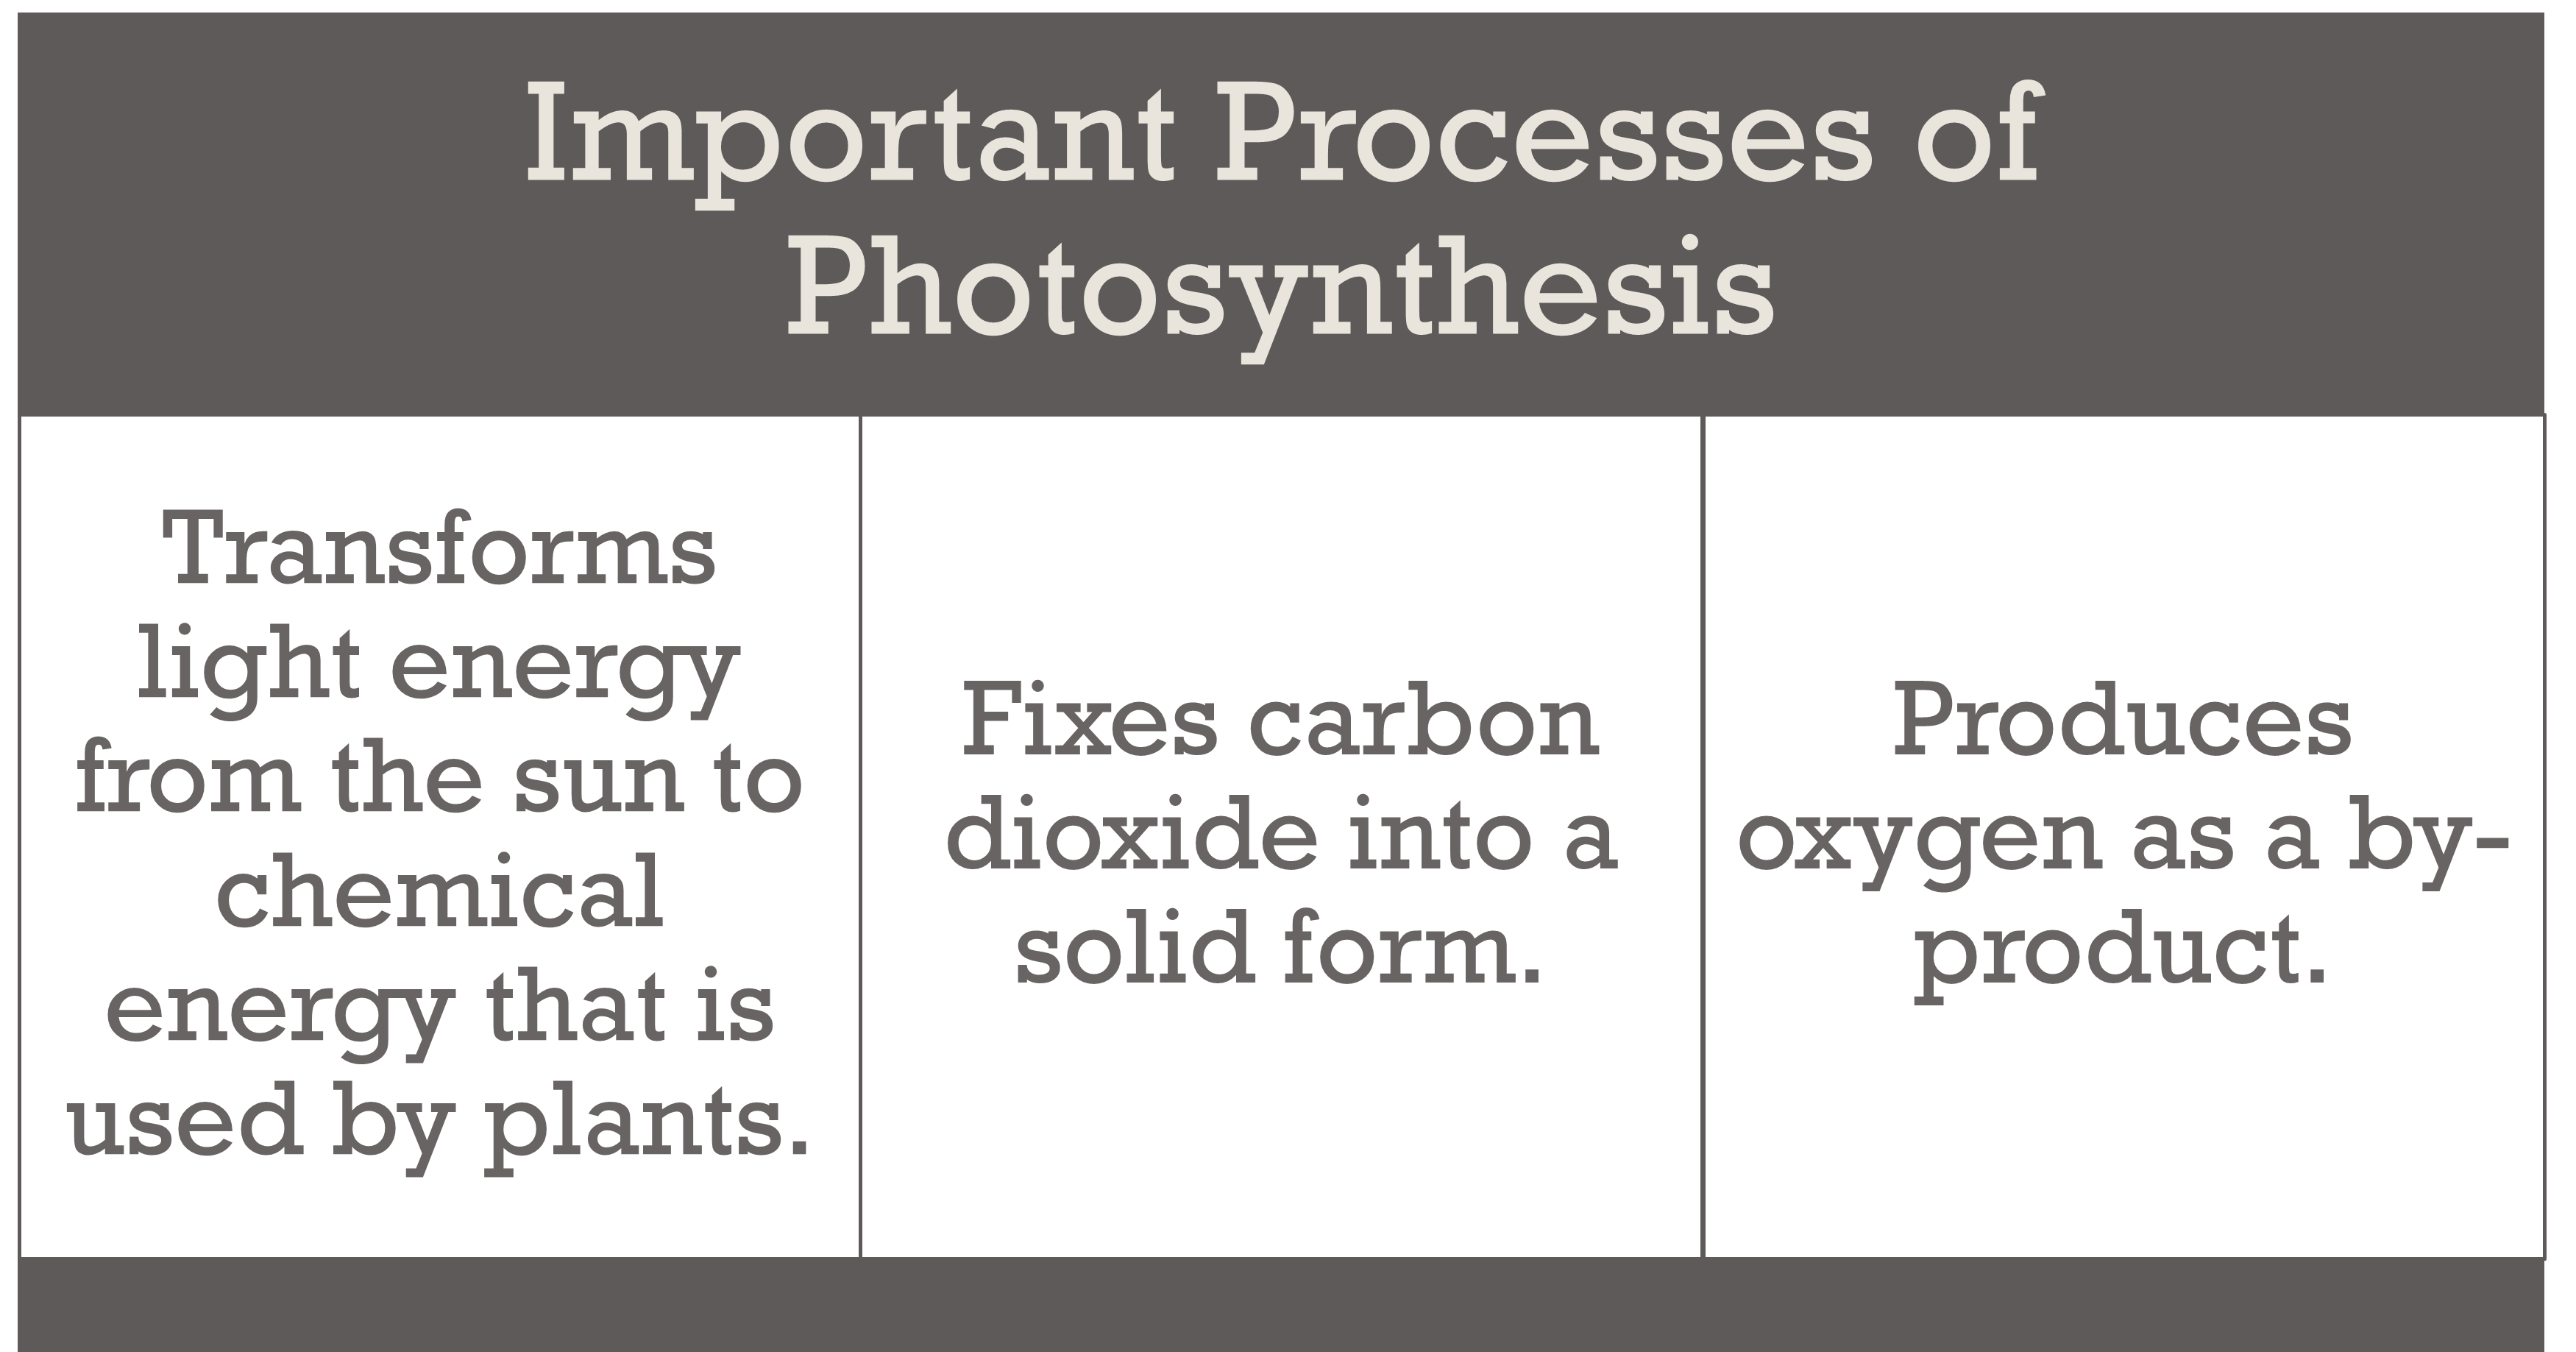 Important Processes of
Photosynthesis
Transforms
light energy
from the sun to
chemical
energy that is
used by plants.
Fixes carbon
dioxide into a
solid form.
Produces
oxygen as a by-
product.